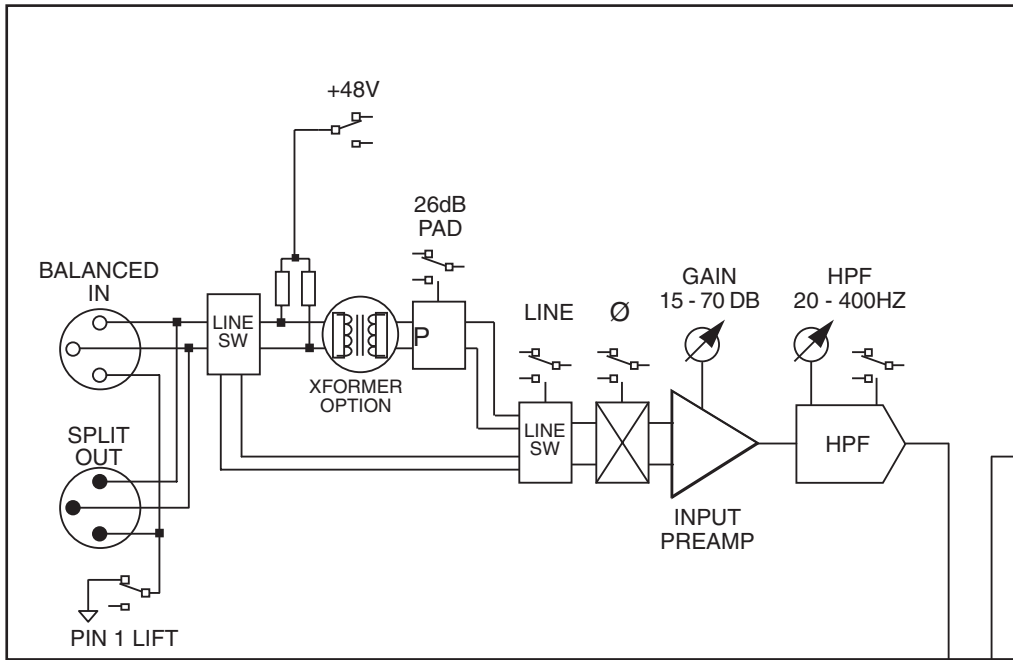 +48V
26dB
PAD
BALANCED
IN
GAIN
15 - 70 DB
HPF
20 - 400HZ
LINE
Ø
LINE
SW
P
XFORMER
OPTION
LINE
SW
HPF
SPLIT
OUT
INPUT
PREAMP
PIN 1 LIFT